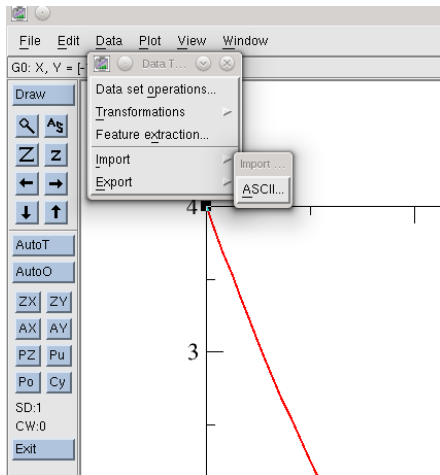 File Edit Data Plot View Window
G0: X, Y = [-
Data T...
Data set operations...
Transformations
Feature extraction...
Import
Export
Import ...
ASCII...
Draw
AS
Z z
AutoT
AutoO
ZX ZY
AX AY
PZ Pu
Po Cy
SD:1
CW:0
Exit
4
3